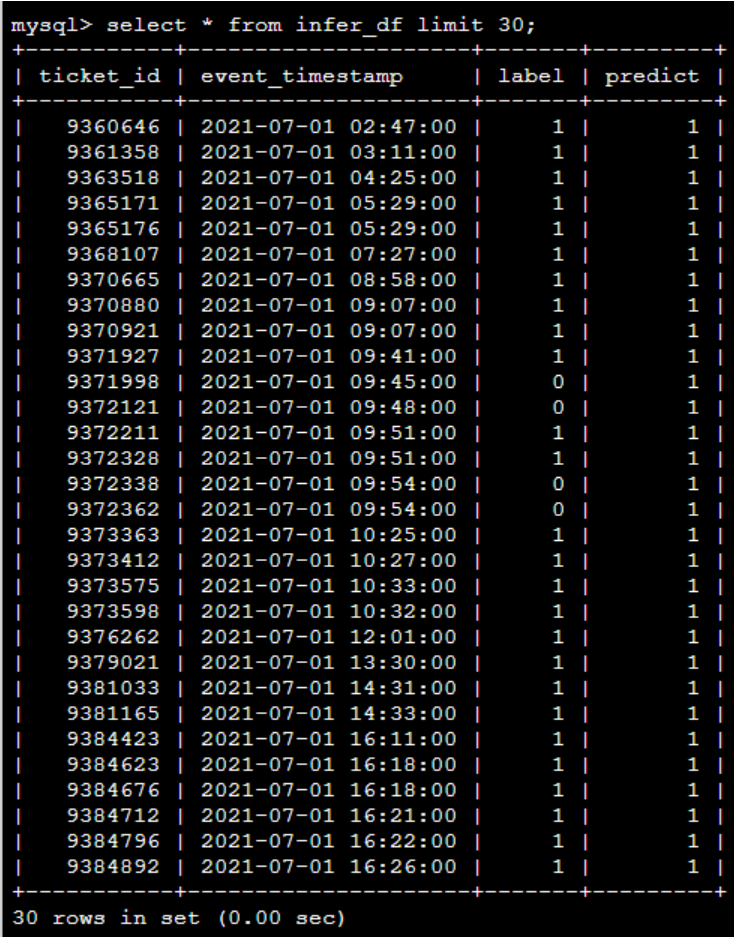 mysql> select * from infer_df limit 30;
+-----------+---------------------+-------+---------+
| ticket_id | event_timestamp     | label | predict |
+-----------+---------------------+-------+---------+
|   9360646 | 2021-07-01 02:47:00 |     1 |       1 |
|   9361358 | 2021-07-01 03:11:00 |     1 |       1 |
|   9363518 | 2021-07-01 04:25:00 |     1 |       1 |
|   9365171 | 2021-07-01 05:29:00 |     1 |       1 |
|   9365176 | 2021-07-01 05:29:00 |     1 |       1 |
|   9368107 | 2021-07-01 07:27:00 |     1 |       1 |
|   9370665 | 2021-07-01 08:58:00 |     1 |       1 |
|   9370880 | 2021-07-01 09:07:00 |     1 |       1 |
|   9370921 | 2021-07-01 09:07:00 |     1 |       1 |
|   9371927 | 2021-07-01 09:41:00 |     1 |       1 |
|   9371998 | 2021-07-01 09:45:00 |     0 |       1 |
|   9372121 | 2021-07-01 09:48:00 |     0 |       1 |
|   9372211 | 2021-07-01 09:51:00 |     1 |       1 |
|   9372328 | 2021-07-01 09:51:00 |     1 |       1 |
|   9372338 | 2021-07-01 09:54:00 |     0 |       1 |
|   9372362 | 2021-07-01 09:54:00 |     0 |       1 |
|   9373363 | 2021-07-01 10:25:00 |     1 |       1 |
|   9373412 | 2021-07-01 10:27:00 |     1 |       1 |
|   9373575 | 2021-07-01 10:33:00 |     1 |       1 |
|   9373598 | 2021-07-01 10:32:00 |     1 |       1 |
|   9376262 | 2021-07-01 12:01:00 |     1 |       1 |
|   9379021 | 2021-07-01 13:30:00 |     1 |       1 |
|   9381033 | 2021-07-01 14:31:00 |     1 |       1 |
|   9381165 | 2021-07-01 14:33:00 |     1 |       1 |
|   9384423 | 2021-07-01 16:11:00 |     1 |       1 |
|   9384623 | 2021-07-01 16:18:00 |     1 |       1 |
|   9384676 | 2021-07-01 16:18:00 |     1 |       1 |
|   9384712 | 2021-07-01 16:21:00 |     1 |       1 |
|   9384796 | 2021-07-01 16:22:00 |     1 |       1 |
|   9384892 | 2021-07-01 16:26:00 |     1 |       1 |
+-----------+---------------------+-------+---------+
30 rows in set (0.00 sec)